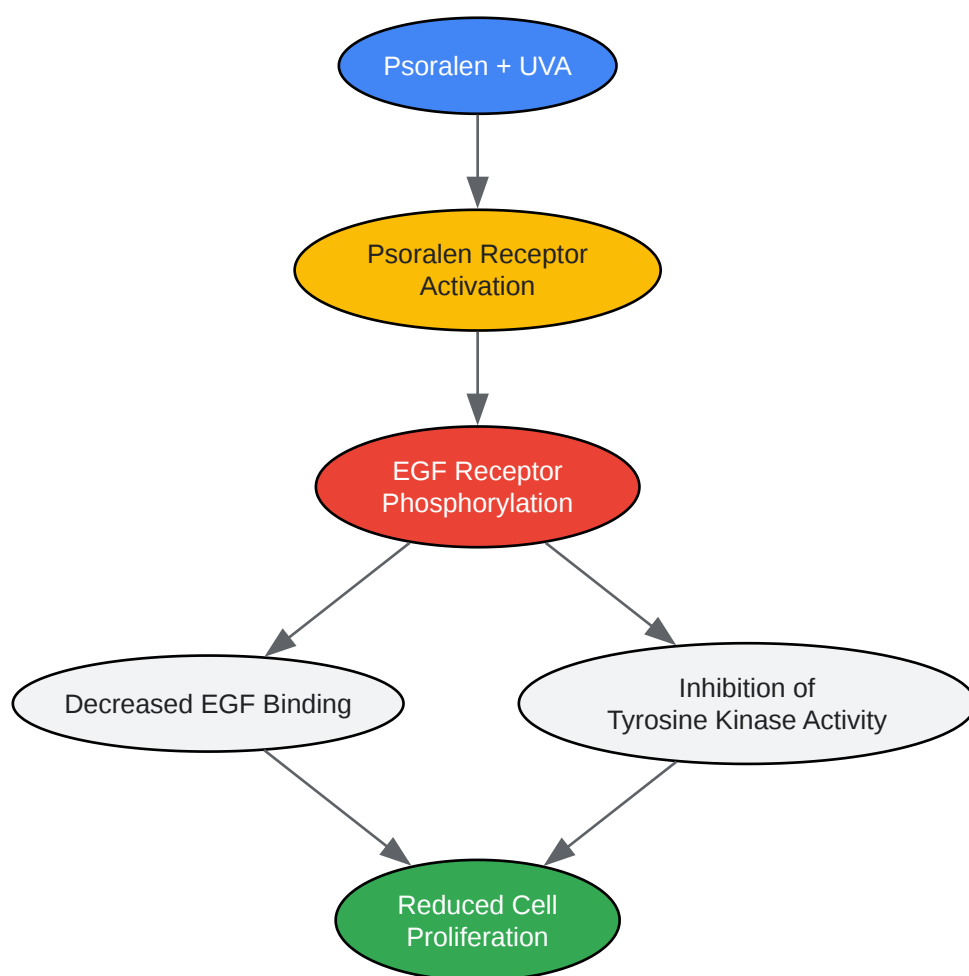 Psoralen + UVA
Psoralen Receptor
Activation
EGF Receptor
Phosphorylation
Decreased EGF Binding
Inhibition of
Tyrosine Kinase Activity
Reduced Cell
Proliferation